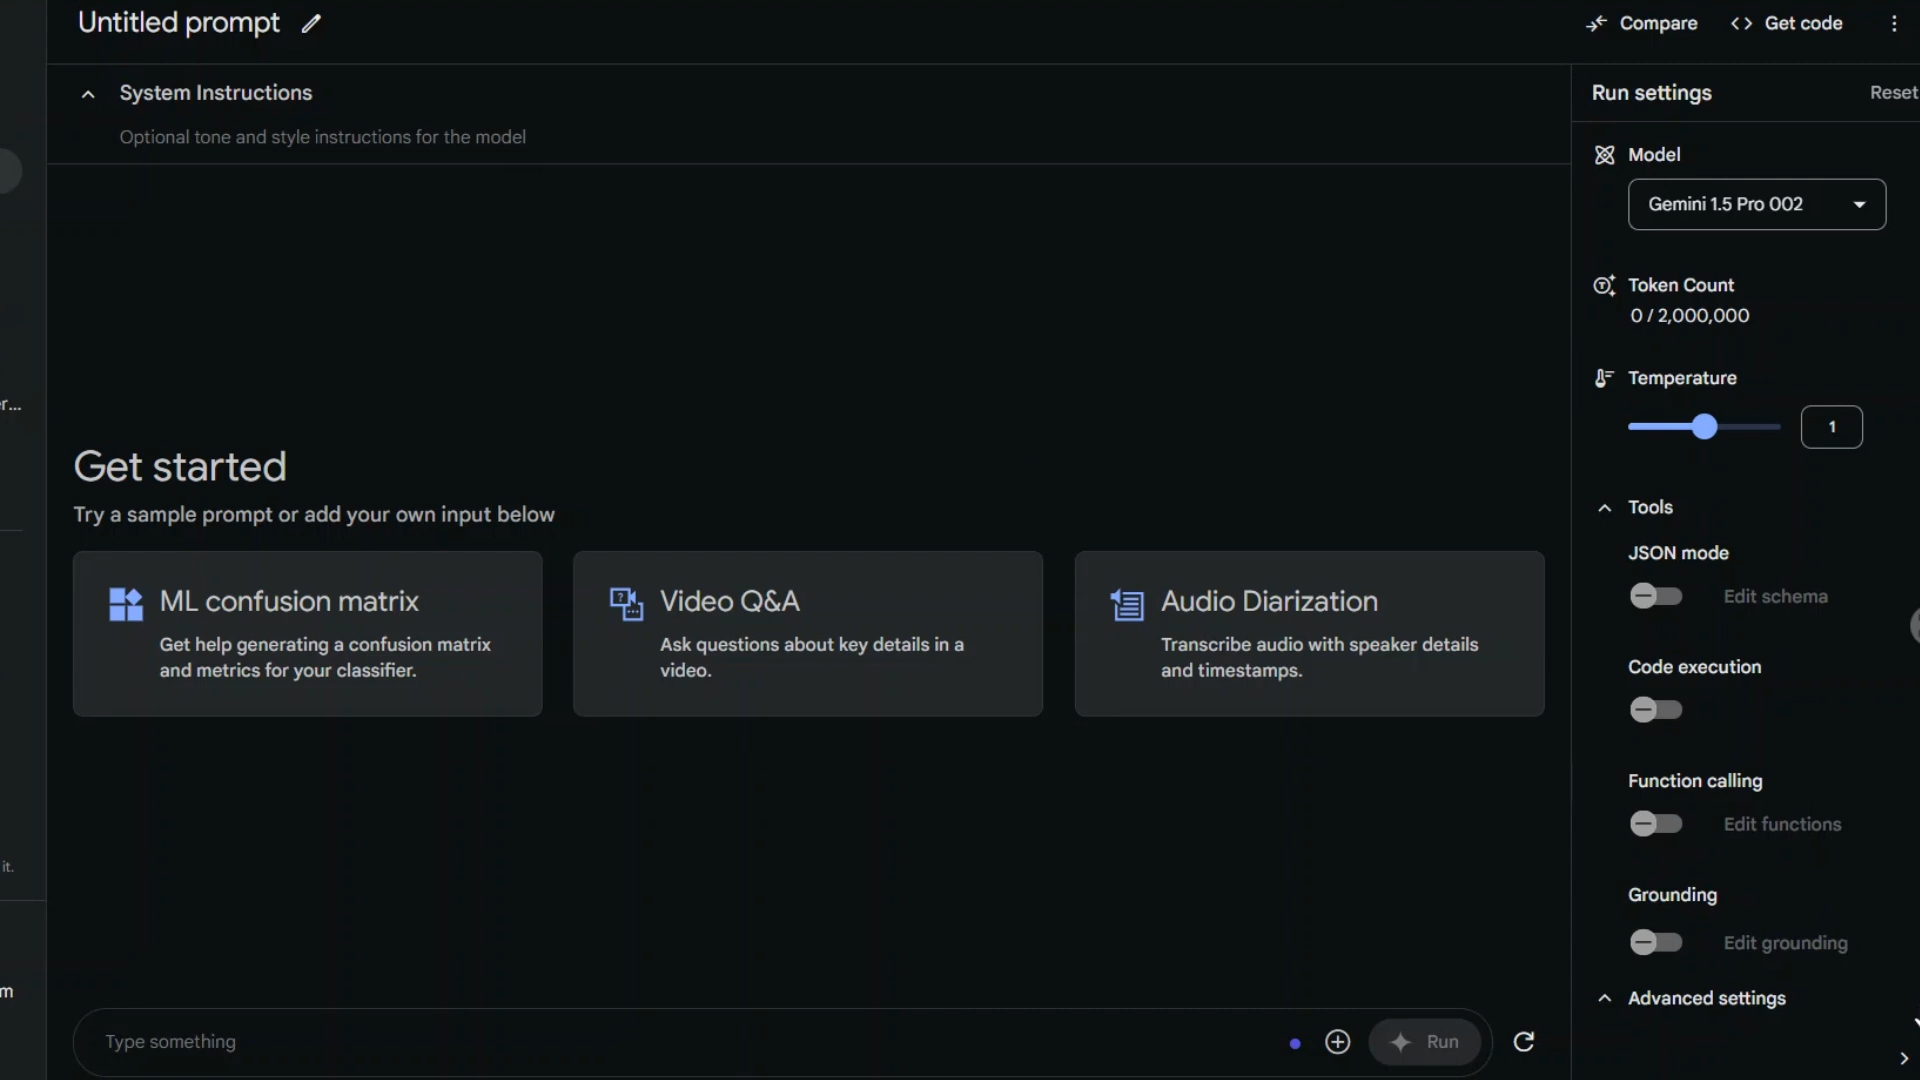 Untitled prompt
Compare
Get code
System Instructions
Optional tone and style instructions for the model
Run settings
Reset
Model
Gemini 1.5 Pro 002
Token Count
0 / 2,000,000
Temperature
1
er...
Get started
Try a sample prompt or add your own input below
ML confusion matrix
Get help generating a confusion matrix
and metrics for your classifier.
Video Q&A
Ask questions about key details in a
video.
Audio Diarization
Transcribe audio with speaker details
and timestamps.
Tools
JSON mode
Edit schema
Code execution
Function calling
Edit functions
it.
Grounding
Edit grounding
m
Advanced settings
Type something
Run